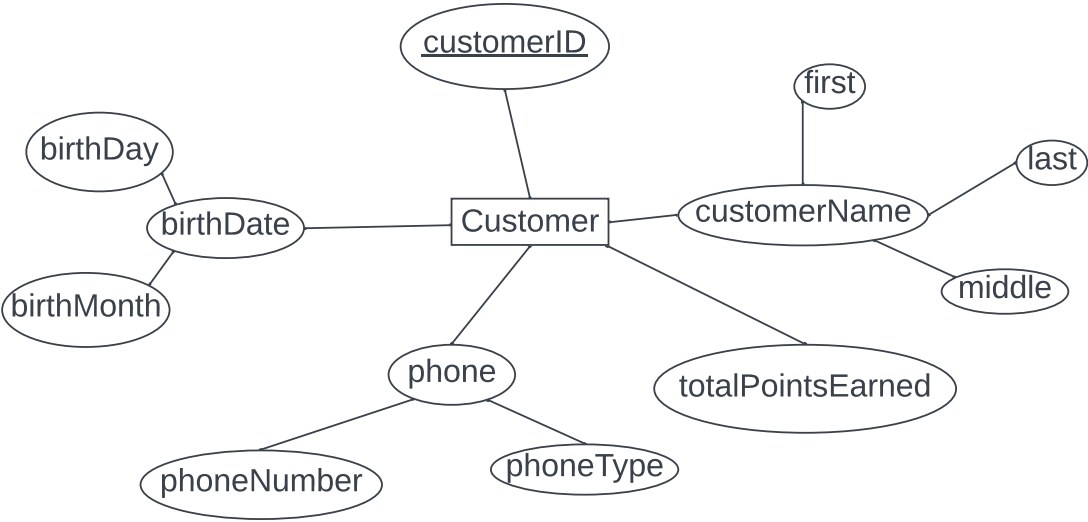 customerID
first
birthDay
last
birthDate
Customer
customerName
birthMonth
middle
phone
totalPointsEarned
phoneNumber
phoneType